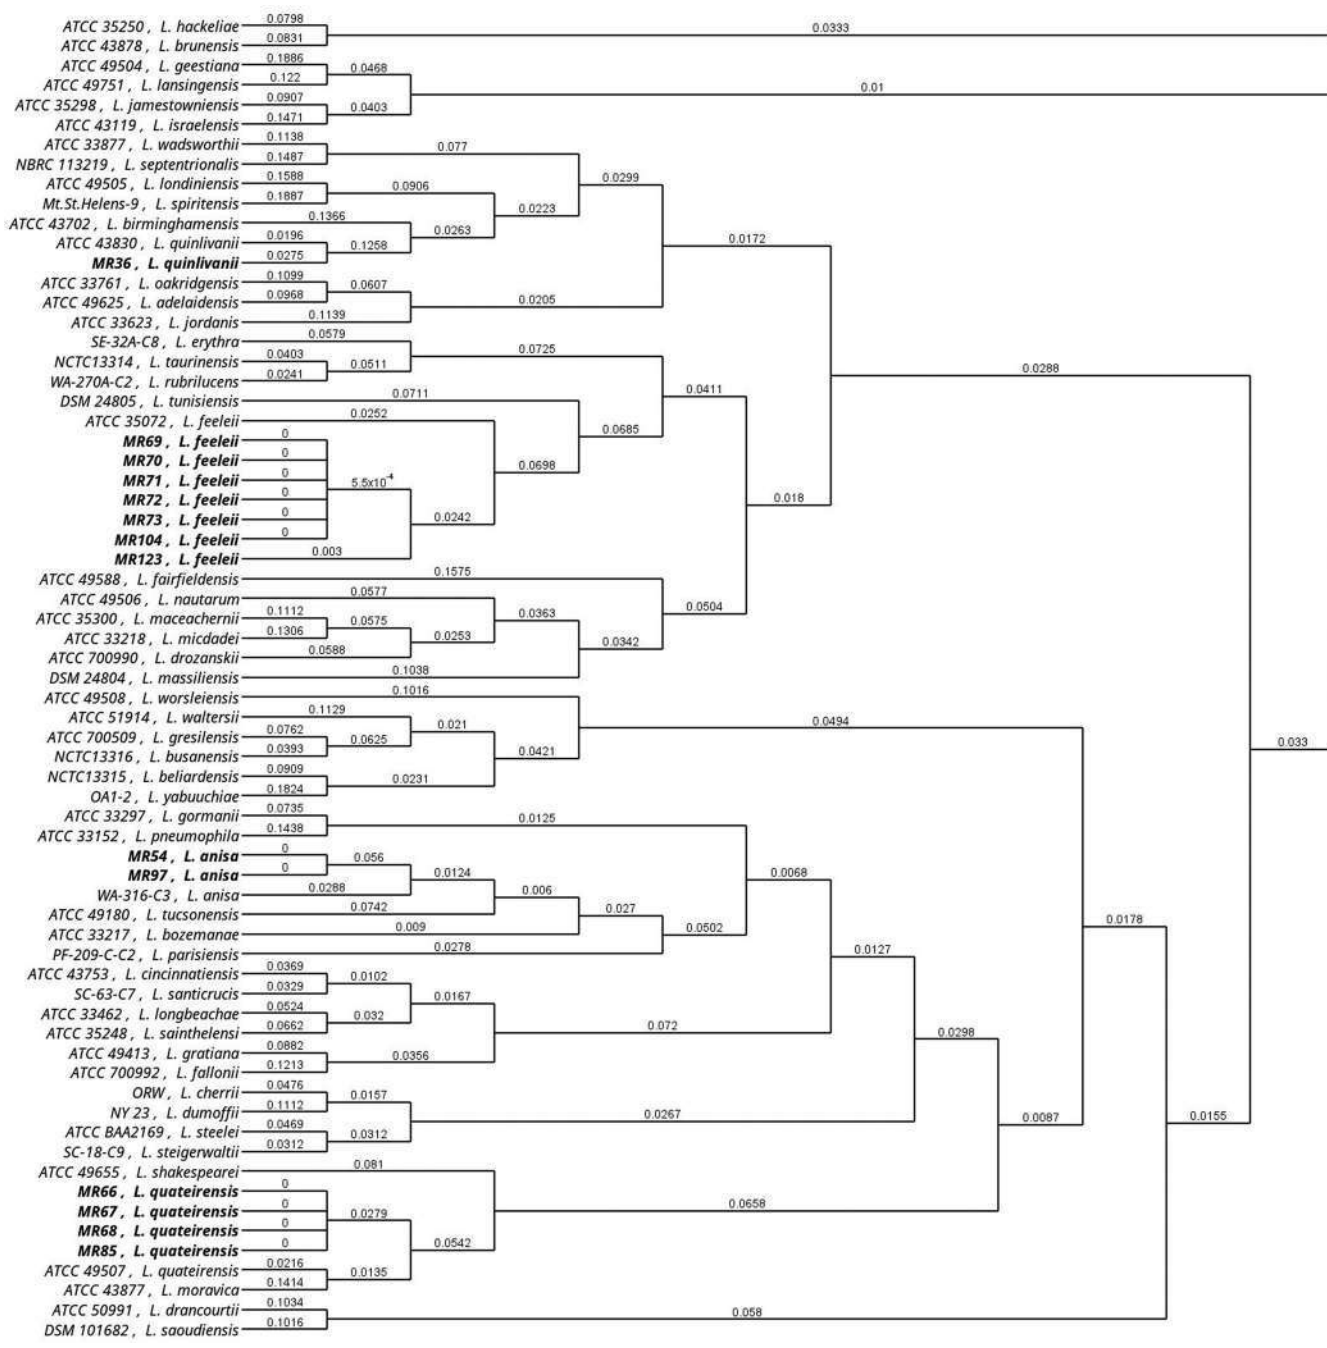 ATCC 35250 , L. hackeliae 0.0798
0.0333
ATCC 43878 , L. brunensis 0.0831
ATCC 49504 , L. geestiana 0.1886
0.0468
ATCC 49751 , L. lansingensis 0.122
0.01
ATCC 35298 , L. jamestowniensis 0.0907
0.0403
ATCC 43119 , L. israelensis 0.1471
ATCC 33877 , L. wadsworthii 0.1138
0.077
NBRC 113219 , L. septentrionalis 0.1487
0.0299
ATCC 49505 , L. londiniensis 0.1588
0.0906
Mt.St.Helens-9 , L. spiritensis 0.1887
0.0223
ATCC 43702 , L. birminghamensis 0.1366
0.0263
ATCC 43830 , L. quinlivanii 0.0196
0.1258 0.0172
MR36 , L. quinlivanii 0.0275
ATCC 33761 , L. oakridgensis 0.1099
0.0607
ATCC 49625 , L. adelaidensis 0.0968
0.0205
ATCC 33623 , L. jordanis 0.1139
SE-32A-C8 , L. erythra 0.0579
0.0725
NCTC13314 , L. taurinensis 0.0403
0.0511 0.0288
WA-270A-C2 , L. rubrilucens 0.0241
0.0411
DSM 24805 , L. tunisiensis 0.0711
ATCC 35072 , L. feeleii 0.0252
0.0685
MR69 , L. feeleii 0
MR70 , L. feeleii 0
0.0698
MR71 , L. feeleii 0
5.5x10-4
MR72 , L. feeleii 0
0.018
MR73 , L. feeleii 0
0.0242
MR104 , L. feeleii 0
MR123 , L. feeleii 0.003
ATCC 49588 , L. fairfieldensis 0.1575
ATCC 49506 , L. nautarum 0.0577
0.0363 0.0504
ATCC 35300 , L. maceachernii 0.1112
0.0575
ATCC 33218 , L. micdadei 0.1306
0.0253 0.0342
ATCC 700990 , L. drozanskii 0.0588
DSM 24804 , L. massiliensis 0.1038
ATCC 49508 , L. worsleiensis 0.1016
ATCC 51914 , L. waltersii 0.1129
0.021 0.0494
ATCC 700509 , L. gresilensis 0.0762
0.0625 0.033
NCTC13316 , L. busanensis 0.0393
0.0421
NCTC13315 , L. beliardensis 0.0909
0.0231
OA1-2 , L. yabuuchiae 0.1824
ATCC 33297 , L. gormanii 0.0735
0.0125
ATCC 33152 , L. pneumophila 0.1438
MR54 , L. anisa 0
0.056
MR97 , L. anisa 0
0.0124 0.0068
WA-316-C3 , L. anisa 0.0288
0.006
ATCC 49180 , L. tucsonensis 0.0742
0.027 0.0178
ATCC 33217 , L. bozemanae 0.009
0.0502
PF-209-C-C2 , L. parisiensis 0.0278
0.0127
ATCC 43753 , L. cincinnatiensis 0.0369
0.0102
SC-63-C7 , L. santicrucis 0.0329
0.0167
ATCC 33462 , L. longbeachae 0.0524
0.032
ATCC 35248 , L. sainthelensi 0.0662
0.072 0.0298
ATCC 49413 , L. gratiana 0.0882
0.0356
ATCC 700992 , L. fallonii 0.1213
ORW , L. cherrii 0.0476
0.0157
NY 23 , L. dumoffii 0.1112
0.0267 0.0087 0.0155
ATCC BAA2169 , L. steelei 0.0469
0.0312
SC-18-C9 , L. steigerwaltii 0.0312
ATCC 49655 , L. shakespearei 0.081
MR66 , L. quateirensis 0
MR67 , L. quateirensis 0
0.0279 0.0658
MR68 , L. quateirensis 0
MR85 , L. quateirensis 0
0.0542
ATCC 49507 , L. quateirensis 0.0216
0.0135
ATCC 43877 , L. moravica 0.1414
ATCC 50991 , L. drancourtii 0.1034
0.058
DSM 101682 , L. saoudiensis 0.1016